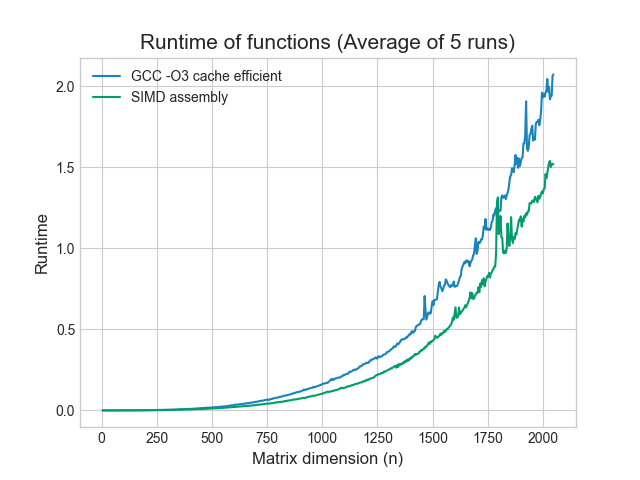 Runtime of functions (Average of 5 runs)
GCC -O3 cache efficient
SIMD assembly
2.0
1.5
1.0
0.5
0.0
Runtime
0 250 500 750 1000 1250 1500 1750 2000
Matrix dimension (n)